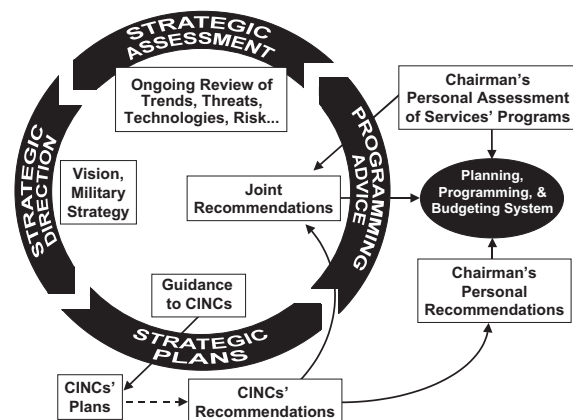 STRATEGIC
ASSESSMENT
Ongoing Review of
Trends, Threats,
Technologies, Risk...
Chairman's
Personal Assessment
of Services' Programs
STRATEGIC
DIRECTION
Vision,
Military
Strategy
Joint
Recommendations
PROGRAMMING
ADVICE
Planning,
Programming, &
Budgeting System
Guidance
to CINCs
Chairman's
Personal
Recommendations
STRATEGIC
PLANS
CINCs'
Plans
CINCs'
Recommendations